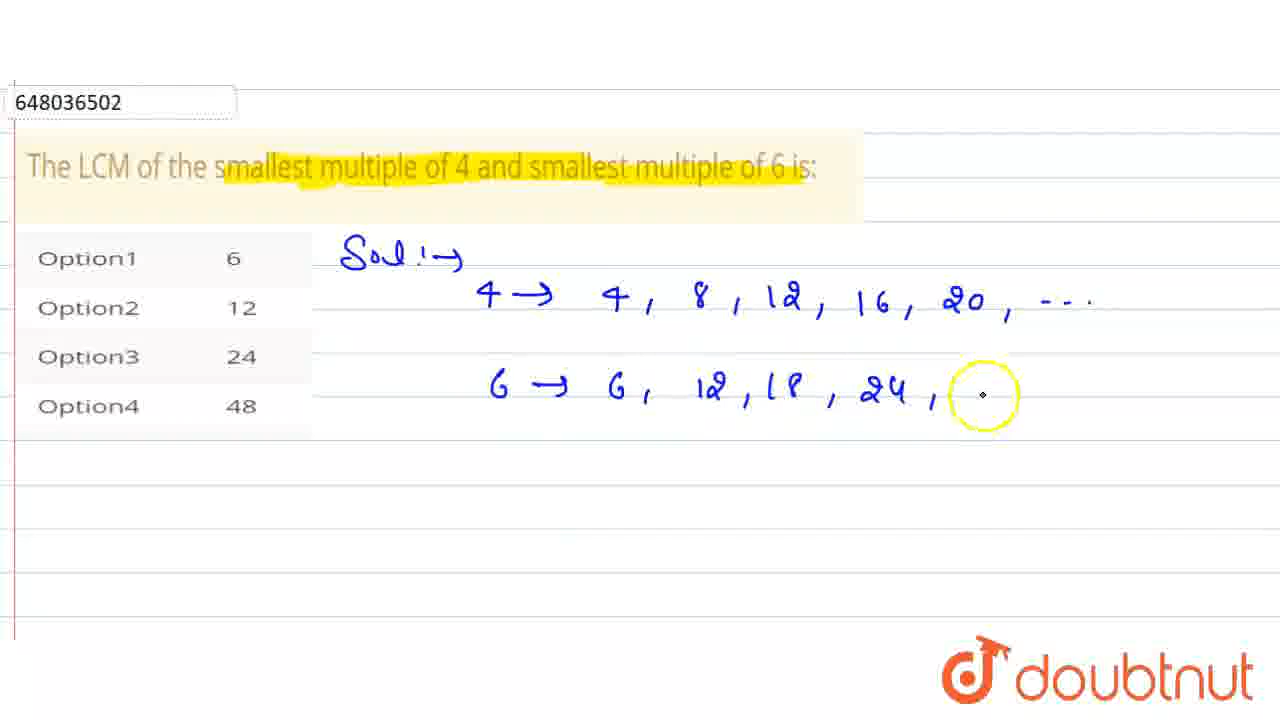 648036502
The LCM of the smallest multiple of 4 and smallest multiple of 6 is:
Option1 6
Option2 12
Option3 24
Option4 48
Sol :→
4 → 4, 8, 12, 16, 20, ...
6 → 6, 12, 18, 24,
doubtnut